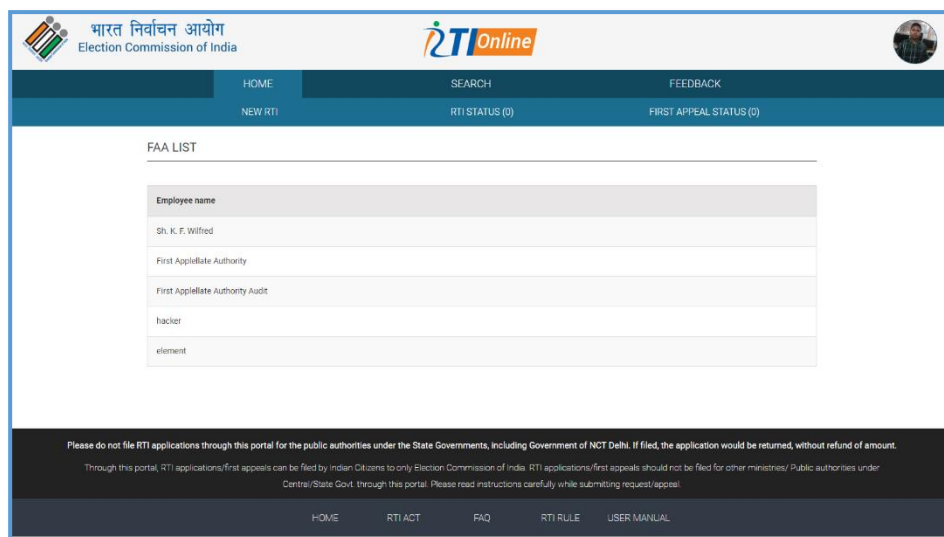 भारत निर्वाचन आयोग
Election Commission of India
RTI Online
HOME SEARCH FEEDBACK
NEW RTI RTI STATUS (0) FIRST APPEAL STATUS (0)
FAA LIST
Employee name
Sh. K. F. Wilfred
First Applellate Authority
First Applellate Authority Audit
hacker
element
Please do not file RTI applications through this portal for the public authorities under the State Governments, including Government of NCT Delhi. If filed, the application would be returned, without refund of amount.
Through this portal, RTI applications/first appeals can be filed by Indian Citizens to only Election Commission of India. RTI applications/first appeals should not be filed for other ministries/ Public authorities under
Central/State Govt. through this portal. Please read instructions carefully while submitting request/appeal.
HOME RTI ACT FAQ RTI RULE USER MANUAL